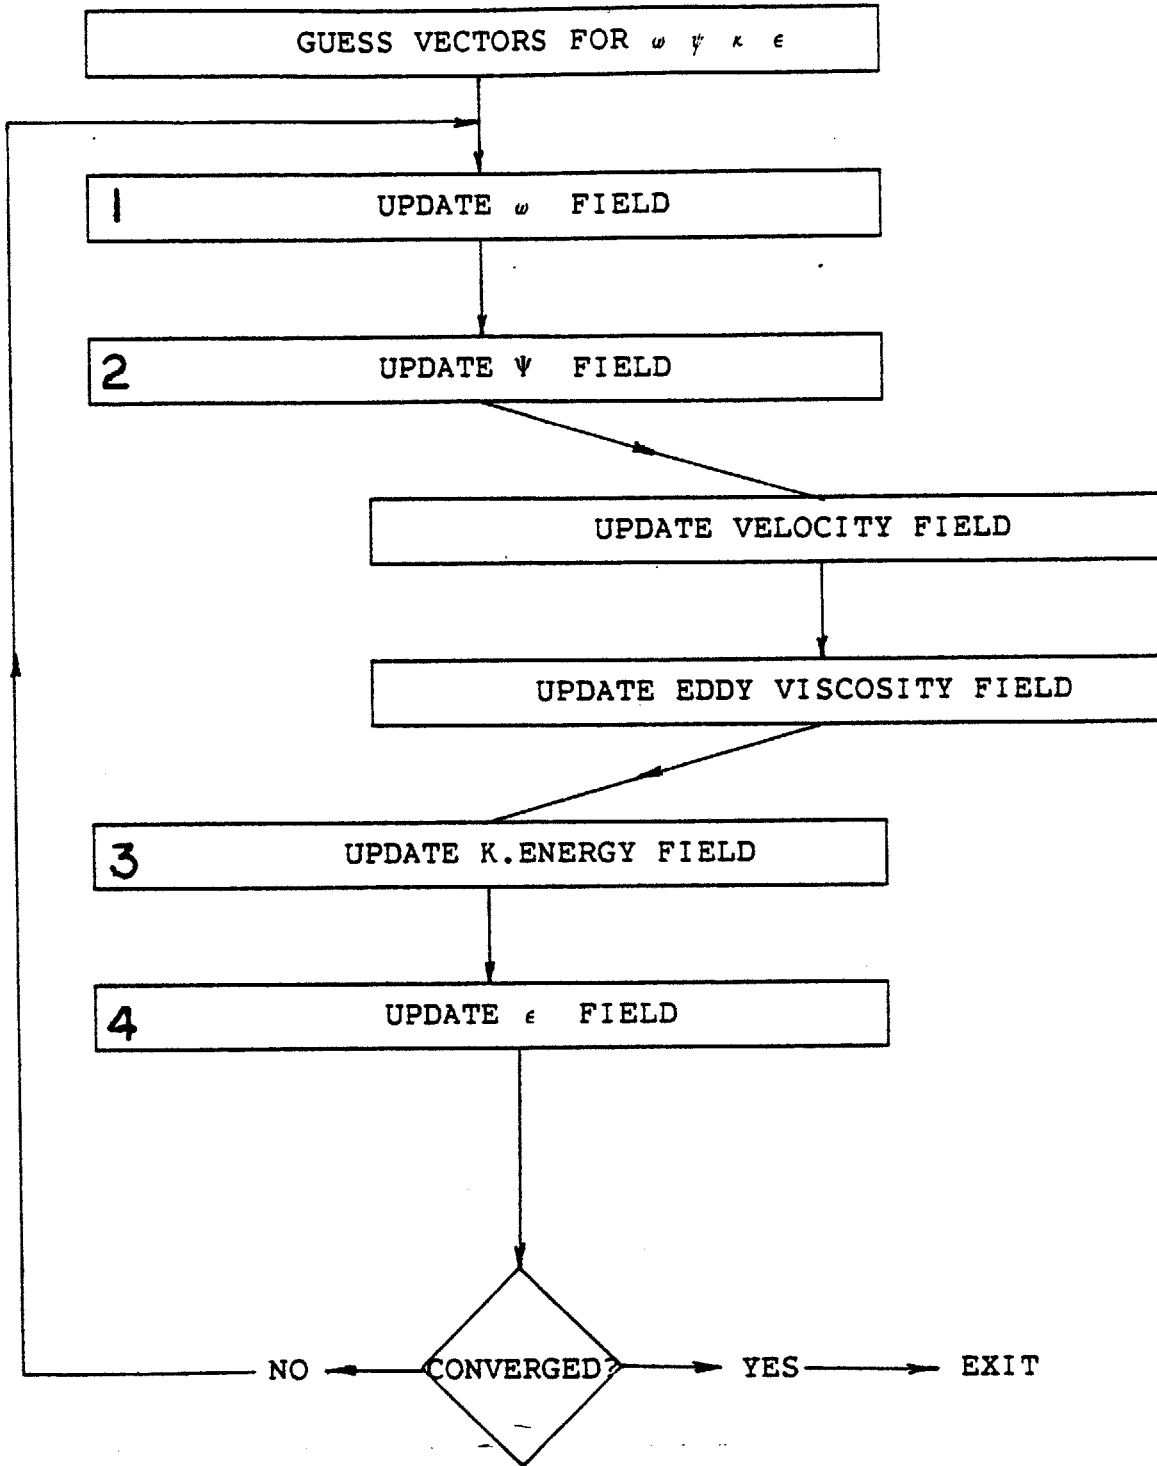 GUESS VECTORS FOR ω ψ κ ϵ
1 UPDATE ω FIELD
2 UPDATE Ψ FIELD
UPDATE VELOCITY FIELD
UPDATE EDDY VISCOSITY FIELD
3 UPDATE K.ENERGY FIELD
4 UPDATE ϵ FIELD
NO CONVERGED? YES EXIT